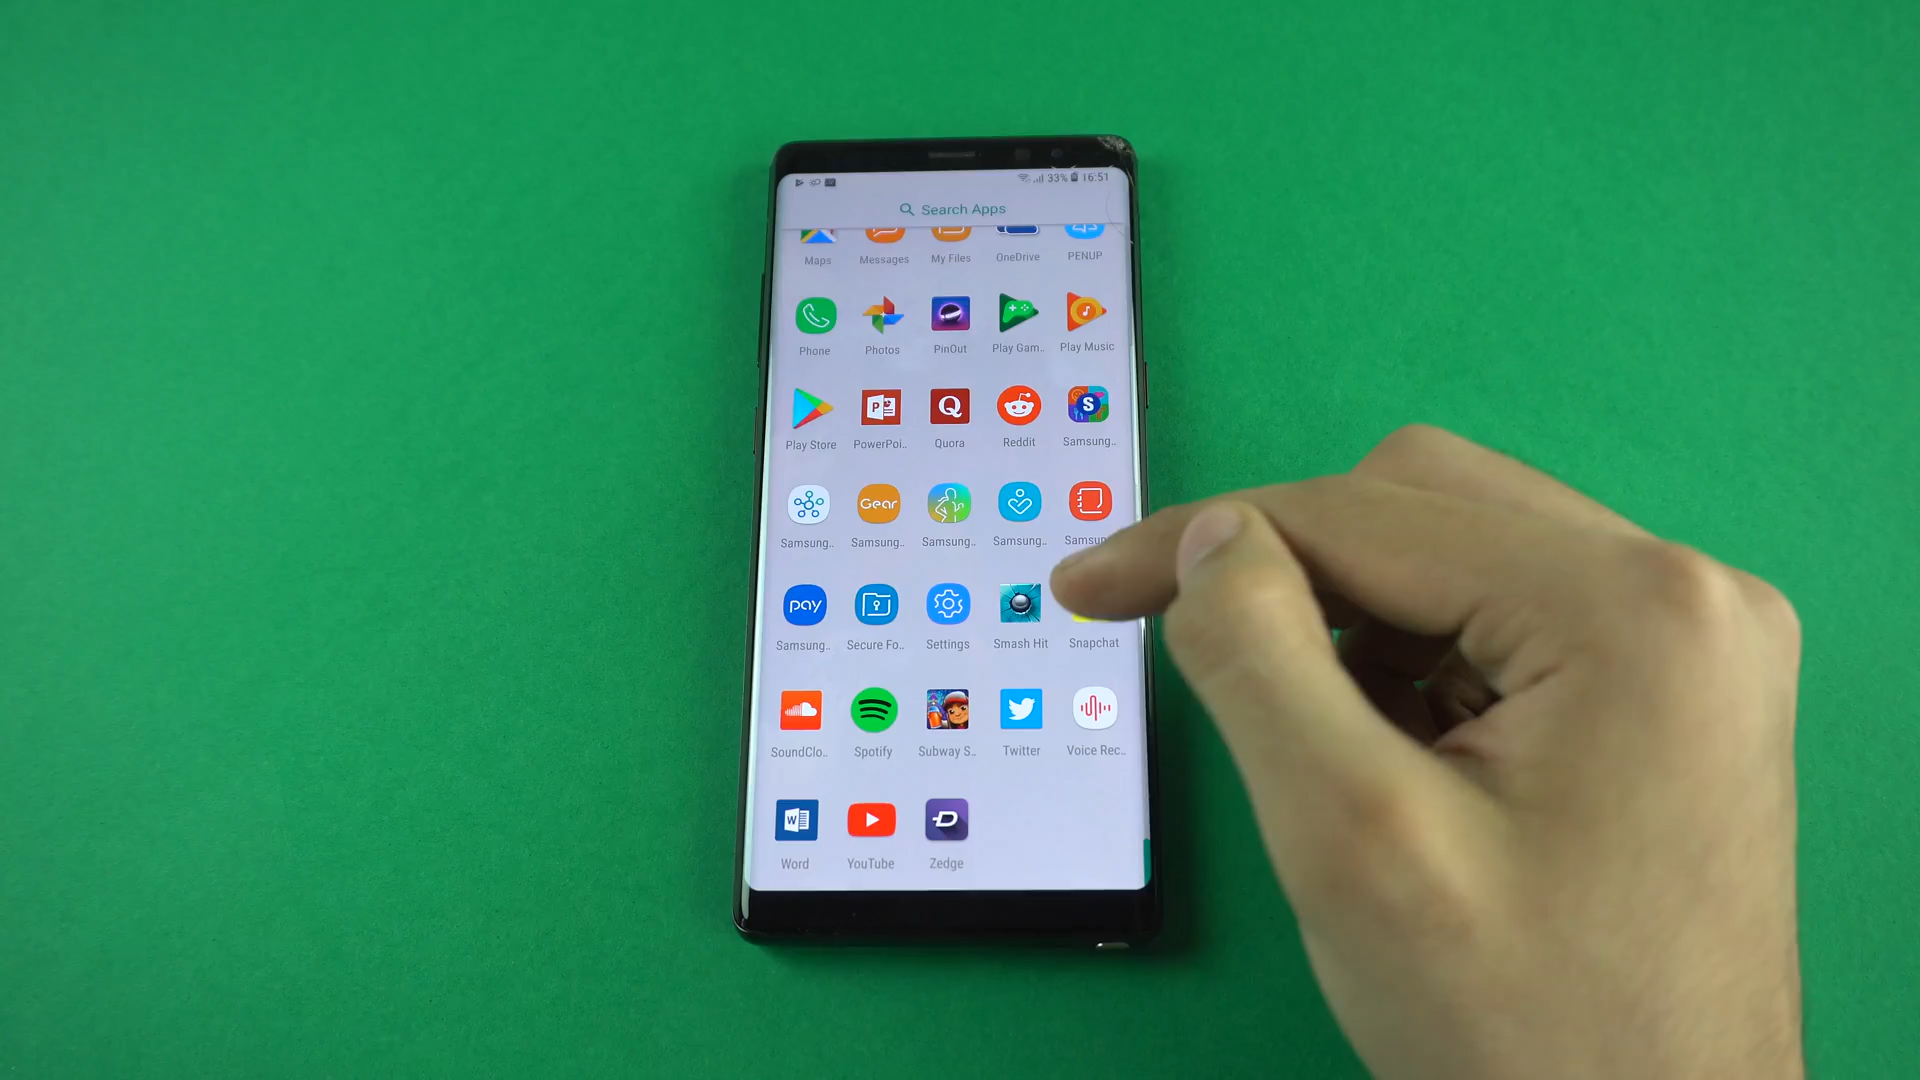 33% 16:51
Search Apps
Maps Messages My Files OneDrive PENUP
Phone Photos PinOut Play Gam.. Play Music
P Q S
Play Store PowerPoi.. Quora Reddit Samsung..
Gear
Samsung.. Samsung.. Samsung.. Samsung.. Samsun
pay
Samsung.. Secure Fo.. Settings Smash Hit Snapchat
SoundClo.. Spotify Subway S.. Twitter Voice Rec..
W D
Word YouTube Zedge